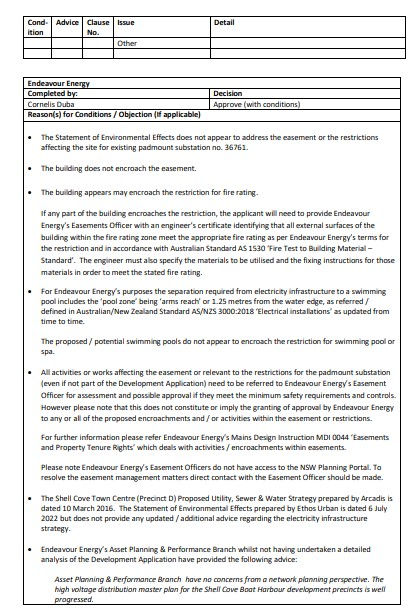 Cond- Advice Clause Issue Detail
ition No.
Other
Endeavour Energy
Completed by: Decision
Cornelis Duba Approve (with conditions)
Reason(s) for Conditions / Objection (If applicable)
• The Statement of Environmental Effects does not appear to address the easement or the restrictions
affecting the site for existing padmount substation no. 36761.
• The building does not encroach the easement.
• The building appears may encroach the restriction for fire rating.
If any part of the building encroaches the restriction, the applicant will need to provide Endeavour
Energy's Easements Officer with an engineer's certificate identifying that all external surfaces of the
building within the fire rating zone meet the appropriate fire rating as per Endeavour Energy's terms for
the restriction and in accordance with Australian Standard AS 1530 'Fire Test to Building Material –
Standard'. The engineer must also specify the materials to be utilised and the fixing instructions for those
materials in order to meet the stated fire rating.
• For Endeavour Energy's purposes the separation required from electricity infrastructure to a swimming
pool includes the 'pool zone' being 'arms reach' or 1.25 metres from the water edge, as referred /
defined in Australian/New Zealand Standard AS/NZS 3000:2018 'Electrical installations' as updated from
time to time.
The proposed / potential swimming pools do not appear to encroach the restriction for swimming pool or
spa.
• All activities or works affecting the easement or relevant to the restrictions for the padmount substation
(even if not part of the Development Application) need to be referred to Endeavour Energy's Easement
Officer for assessment and possible approval if they meet the minimum safety requirements and controls.
However please note that this does not constitute or imply the granting of approval by Endeavour Energy
to any or all of the proposed encroachments and / or activities within the easement or restrictions.
For further information please refer Endeavour Energy's Mains Design Instruction MDI 0044 'Easements
and Property Tenure Rights' which deals with activities / encroachments within easements.
Please note Endeavour Energy's Easement Officers do not have access to the NSW Planning Portal. To
resolve the easement management matters direct contact with the Easement Officer should be made.
• The Shell Cove Town Centre (Precinct D) Proposed Utility, Sewer & Water Strategy prepared by Arcadis is
dated 10 March 2016. The Statement of Environmental Effects prepared by Ethos Urban is dated 6 July
2022 but does not provide any updated / additional advice regarding the electricity infrastructure
strategy.
• Endeavour Energy's Asset Planning & Performance Branch whilst not having undertaken a detailed
analysis of the Development Application have provided the following advice:
Asset Planning & Performance Branch have no concerns from a network planning perspective. The
high voltage distribution master plan for the Shell Cove Boat Harbour development precincts is well
progressed.